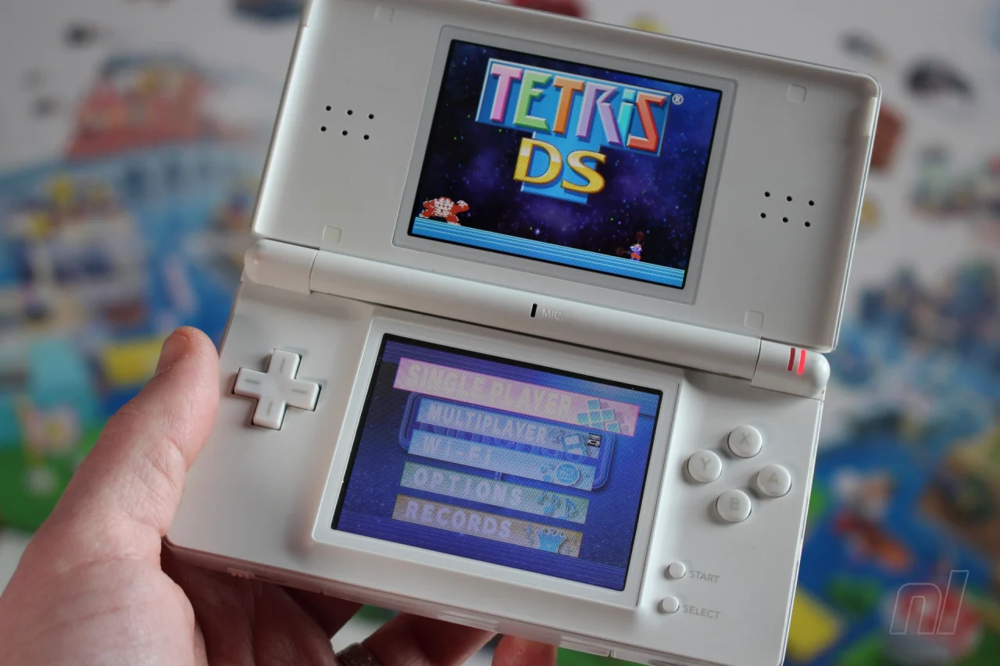 TETRIS®
DS
MIC
SINGLE PLAYER
MULTIPLAYER
WI-FI
OPTIONS
RECORDS
X
Y
A
B
START
SELECT
nl